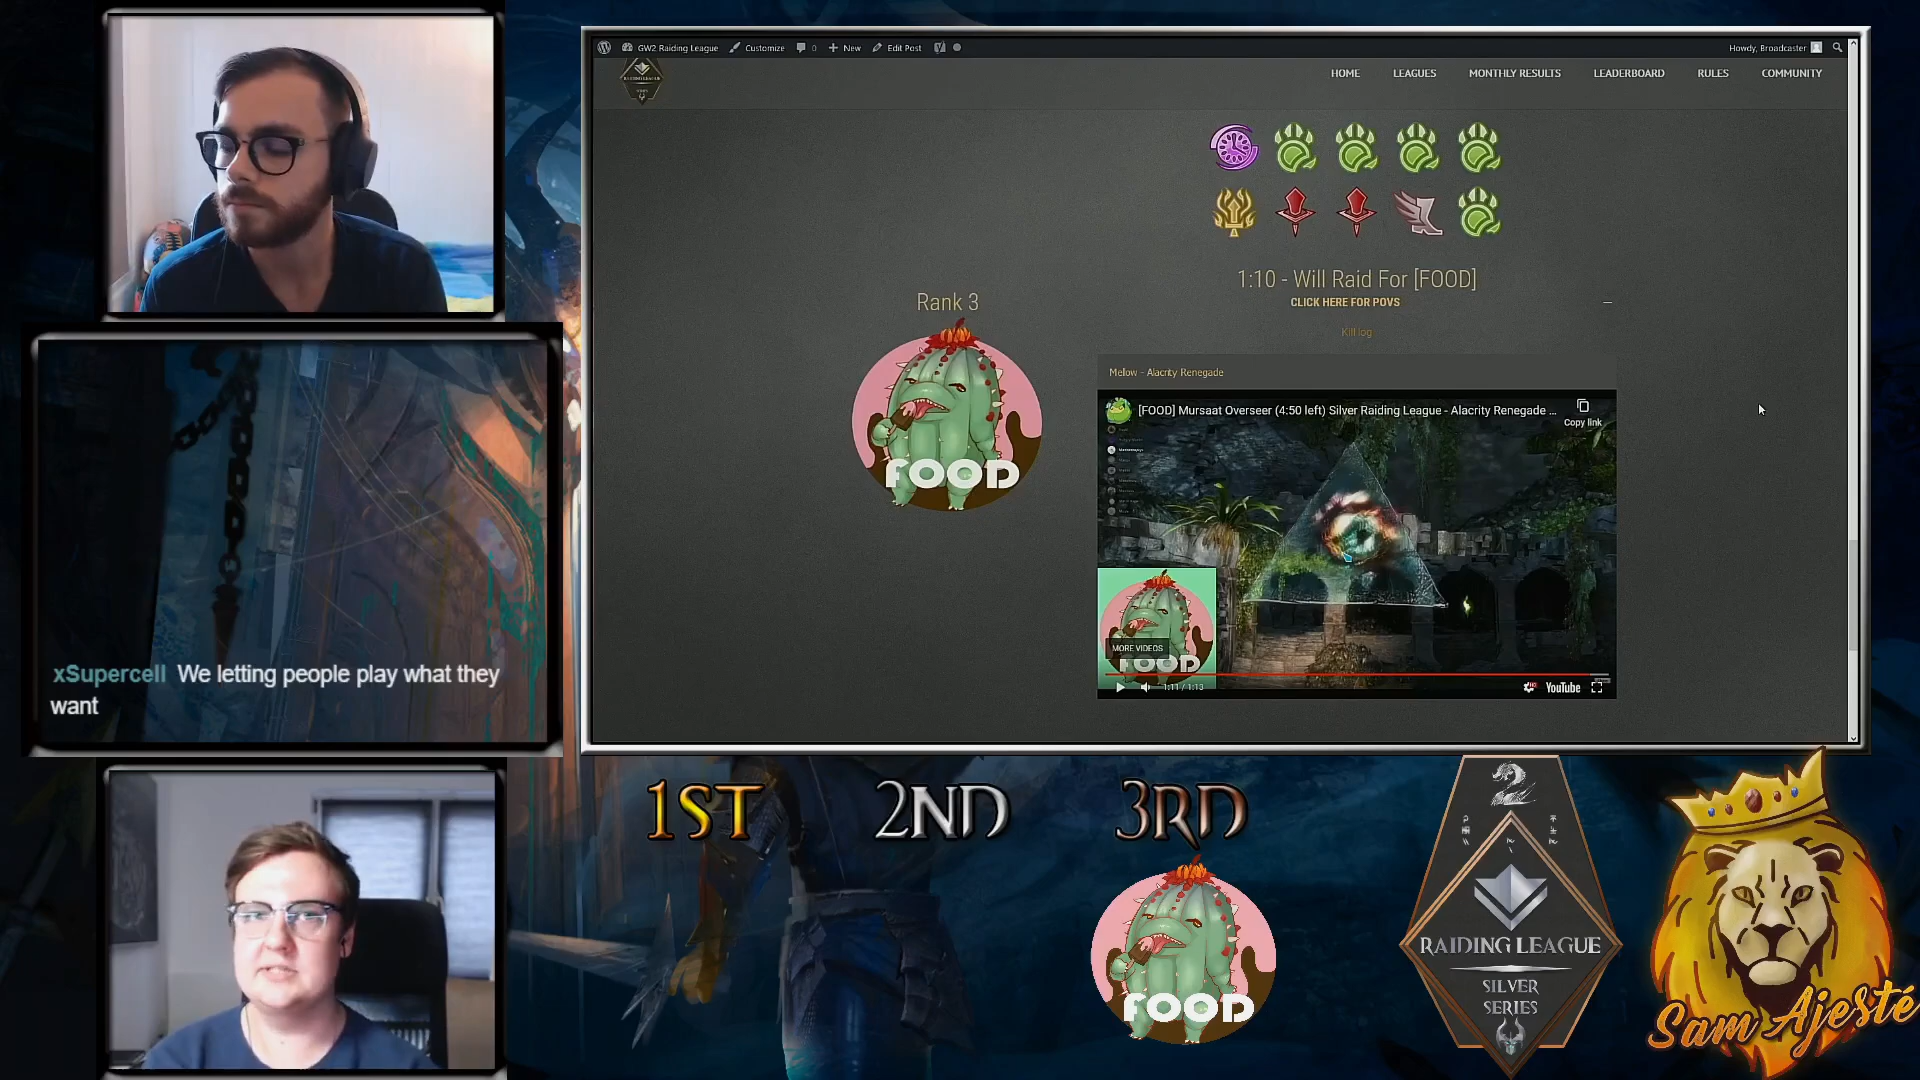 GW2 Raiding League Customize 0 New Edit Post
Howdy, Broadcaster
HOME LEAGUES MONTHLY RESULTS LEADERBOARD RULES COMMUNITY
1:10 - Will Raid For [FOOD]
CLICK HERE FOR POVS
Kill log
Rank 3
FOOD
Melow - Alacrity Renegade
[FOOD] Mursaat Overseer (4:50 left) Silver Raiding League - Alacrity Renegade ...
Copy link
MORE VIDEOS
FOOD
1:11 / 1:13
YouTube
xSupercell We letting people play what they
want
1ST 2ND 3RD
FOOD
2
RAIDING LEAGUE
SILVER
SERIES
Sam Ajesté